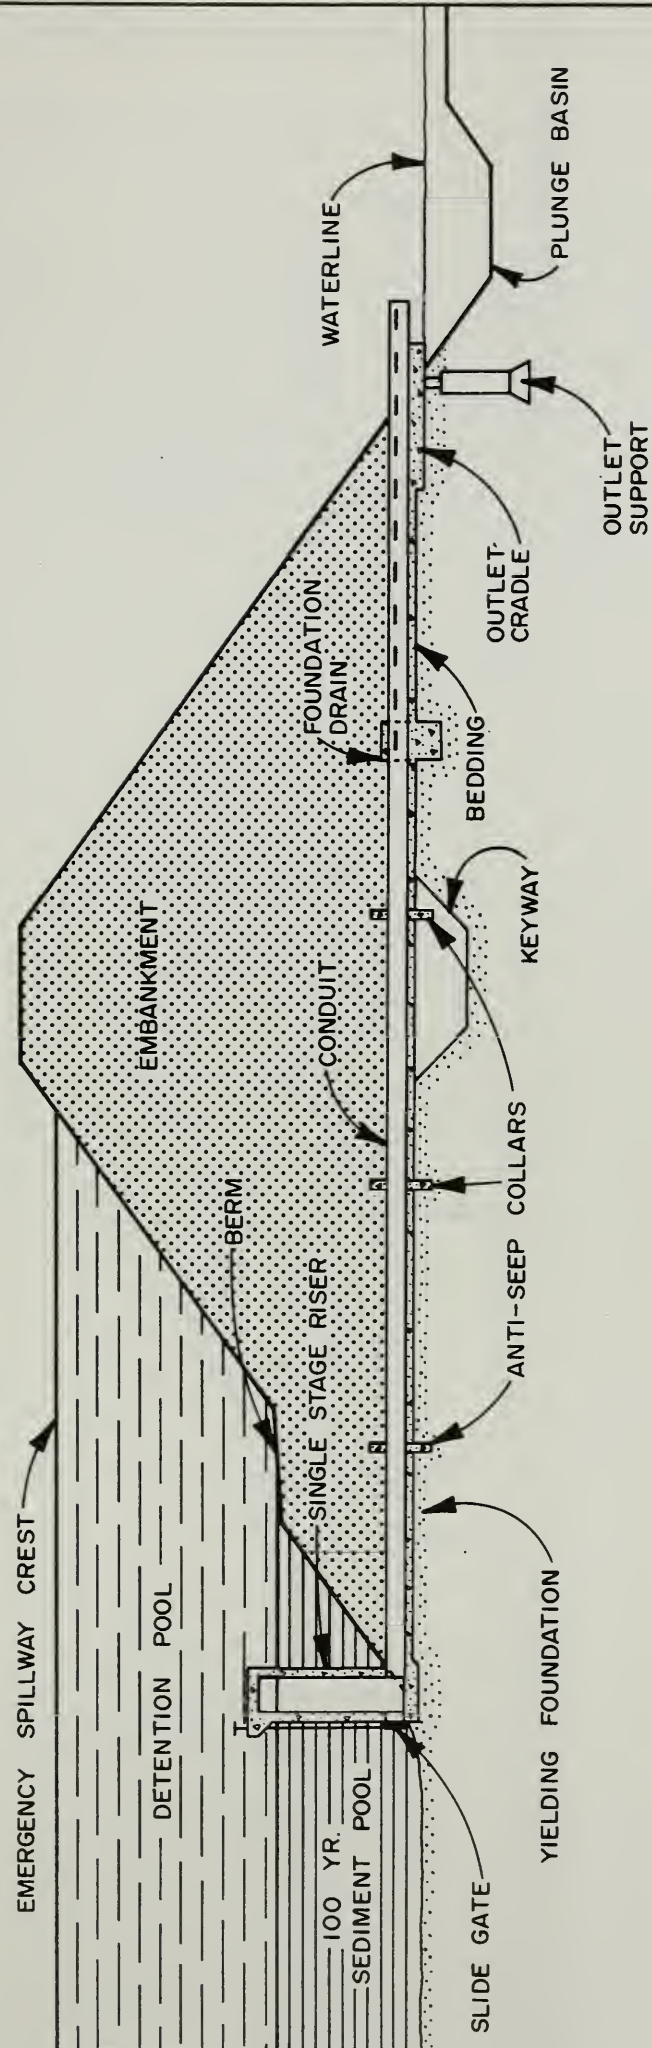 EMERGENCY SPILLWAY CREST
DETENTION POOL
100 YR.
SEDIMENT POOL
SLIDE GATE
BERM
SINGLE STAGE RISER
YIELDING FOUNDATION
EMBANKMENT
CONDUIT
ANTI-SEEP COLLARS
KEYWAY
FOUNDATION
DRAIN
BEDDING
OUTLET
CRADLE
WATERLINE
OUTLET
SUPPORT
PLUNGE BASIN